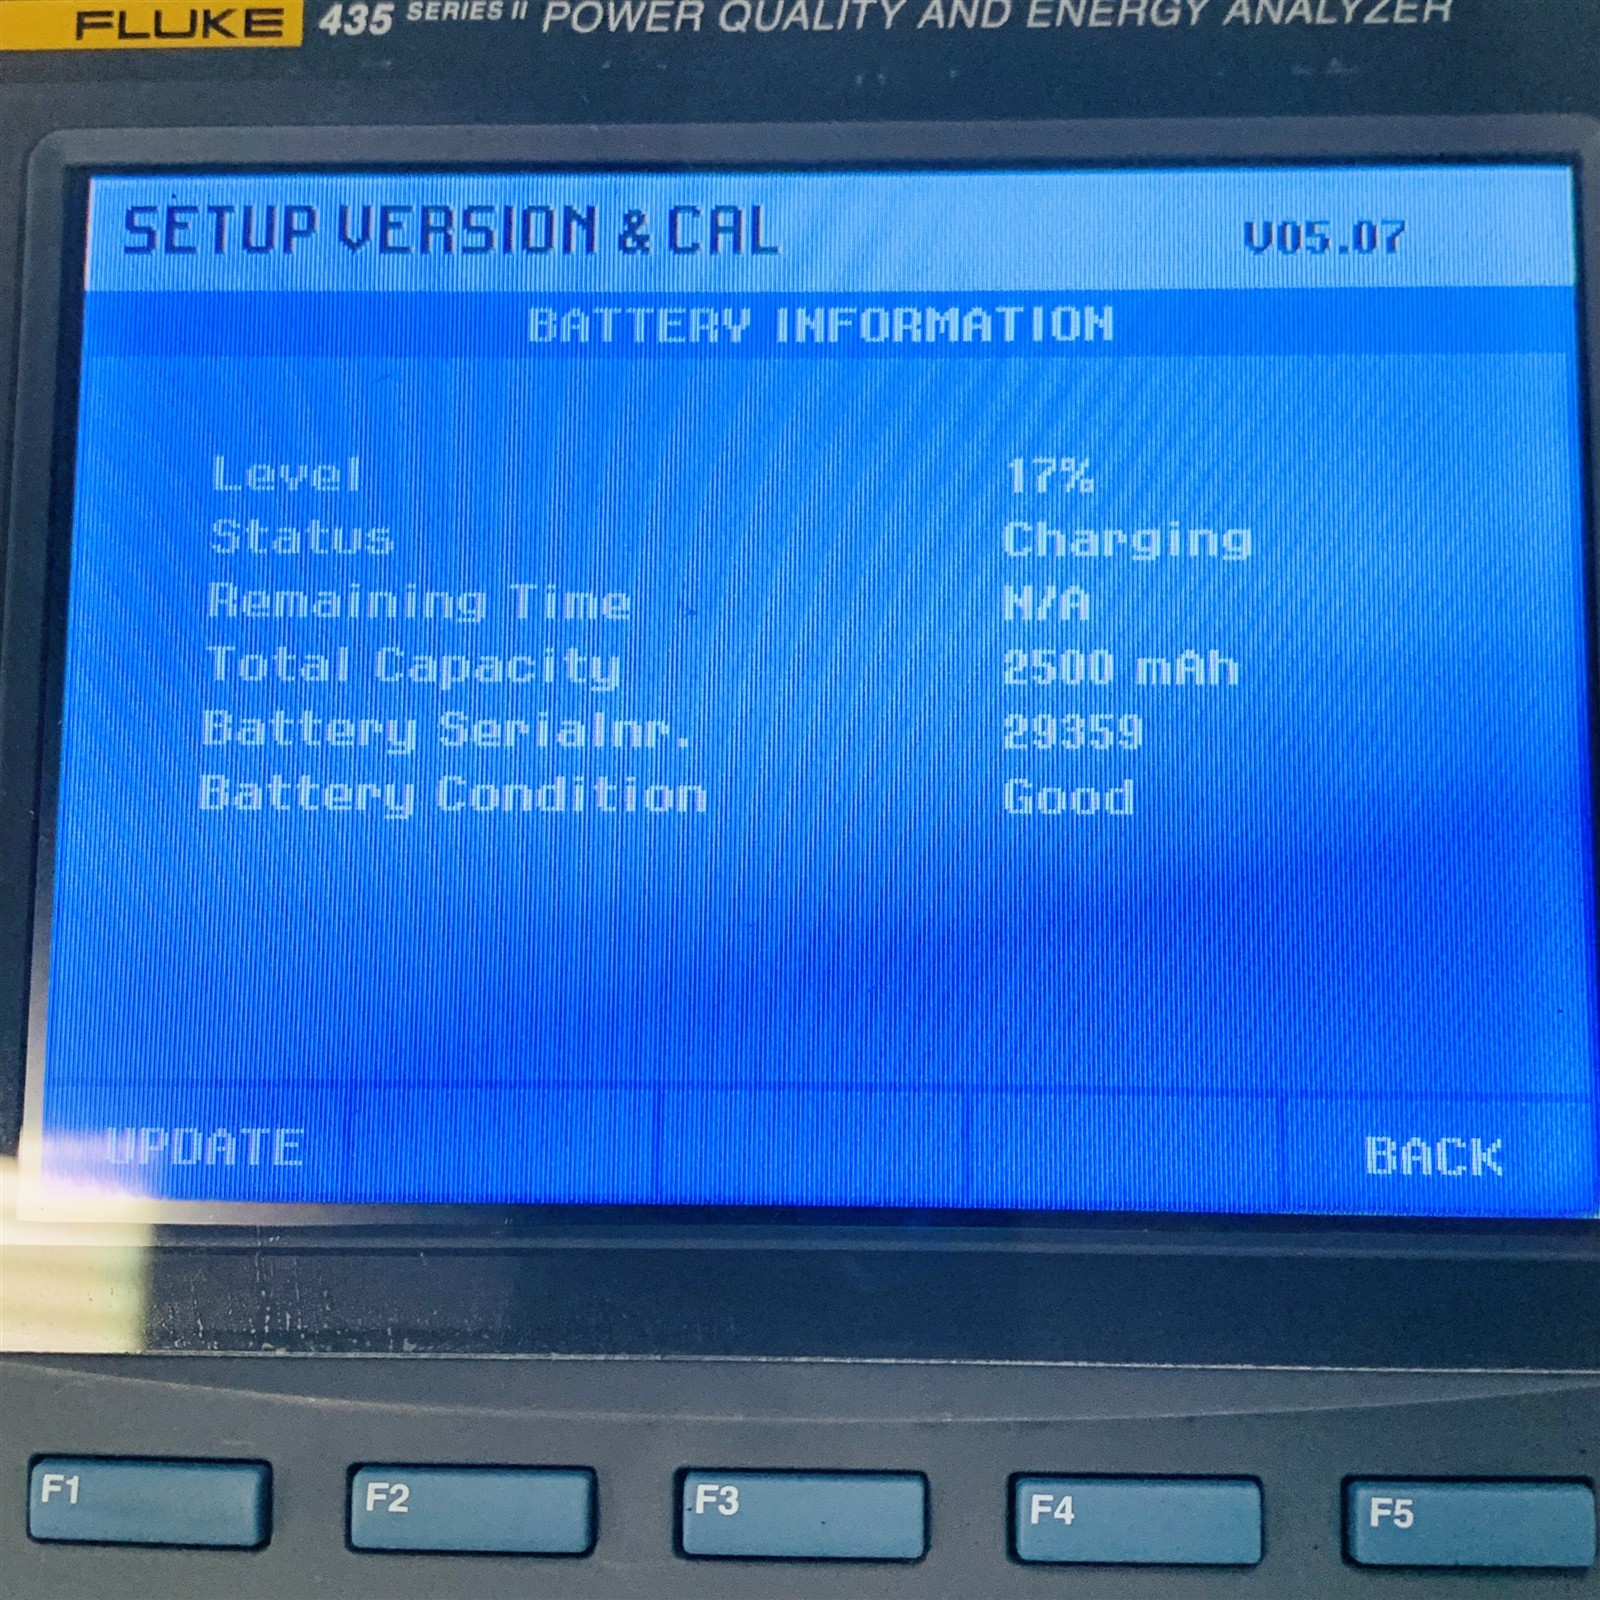 FLUKE 435 SERIES II POWER QUALITY AND ENERGY ANALYZER
SETUP VERSION & CAL V05.07
BATTERY INFORMATION
Level 17%
Status Charging
Remaining Time N/A
Total Capacity 2500 mAh
Battery Serialnr. 29359
Battery Condition Good
UPDATE BACK
F1 F2 F3 F4 F5